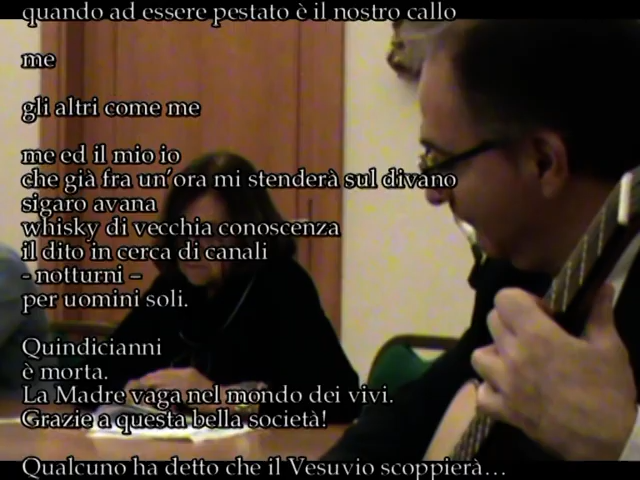 quando ad essere pestato è il nostro callo
me
gli altri come me
me ed il mio io
che già fra un'ora mi stenderà sul divano
sigaro avana
whisky di vecchia conoscenza
il dito in cerca di canali
- notturni –
per uomini soli.
Quindicianni
è morta.
La Madre vaga nel mondo dei vivi.
Grazie a questa bella società!
Qualcuno ha detto che il Vesuvio scoppierà…